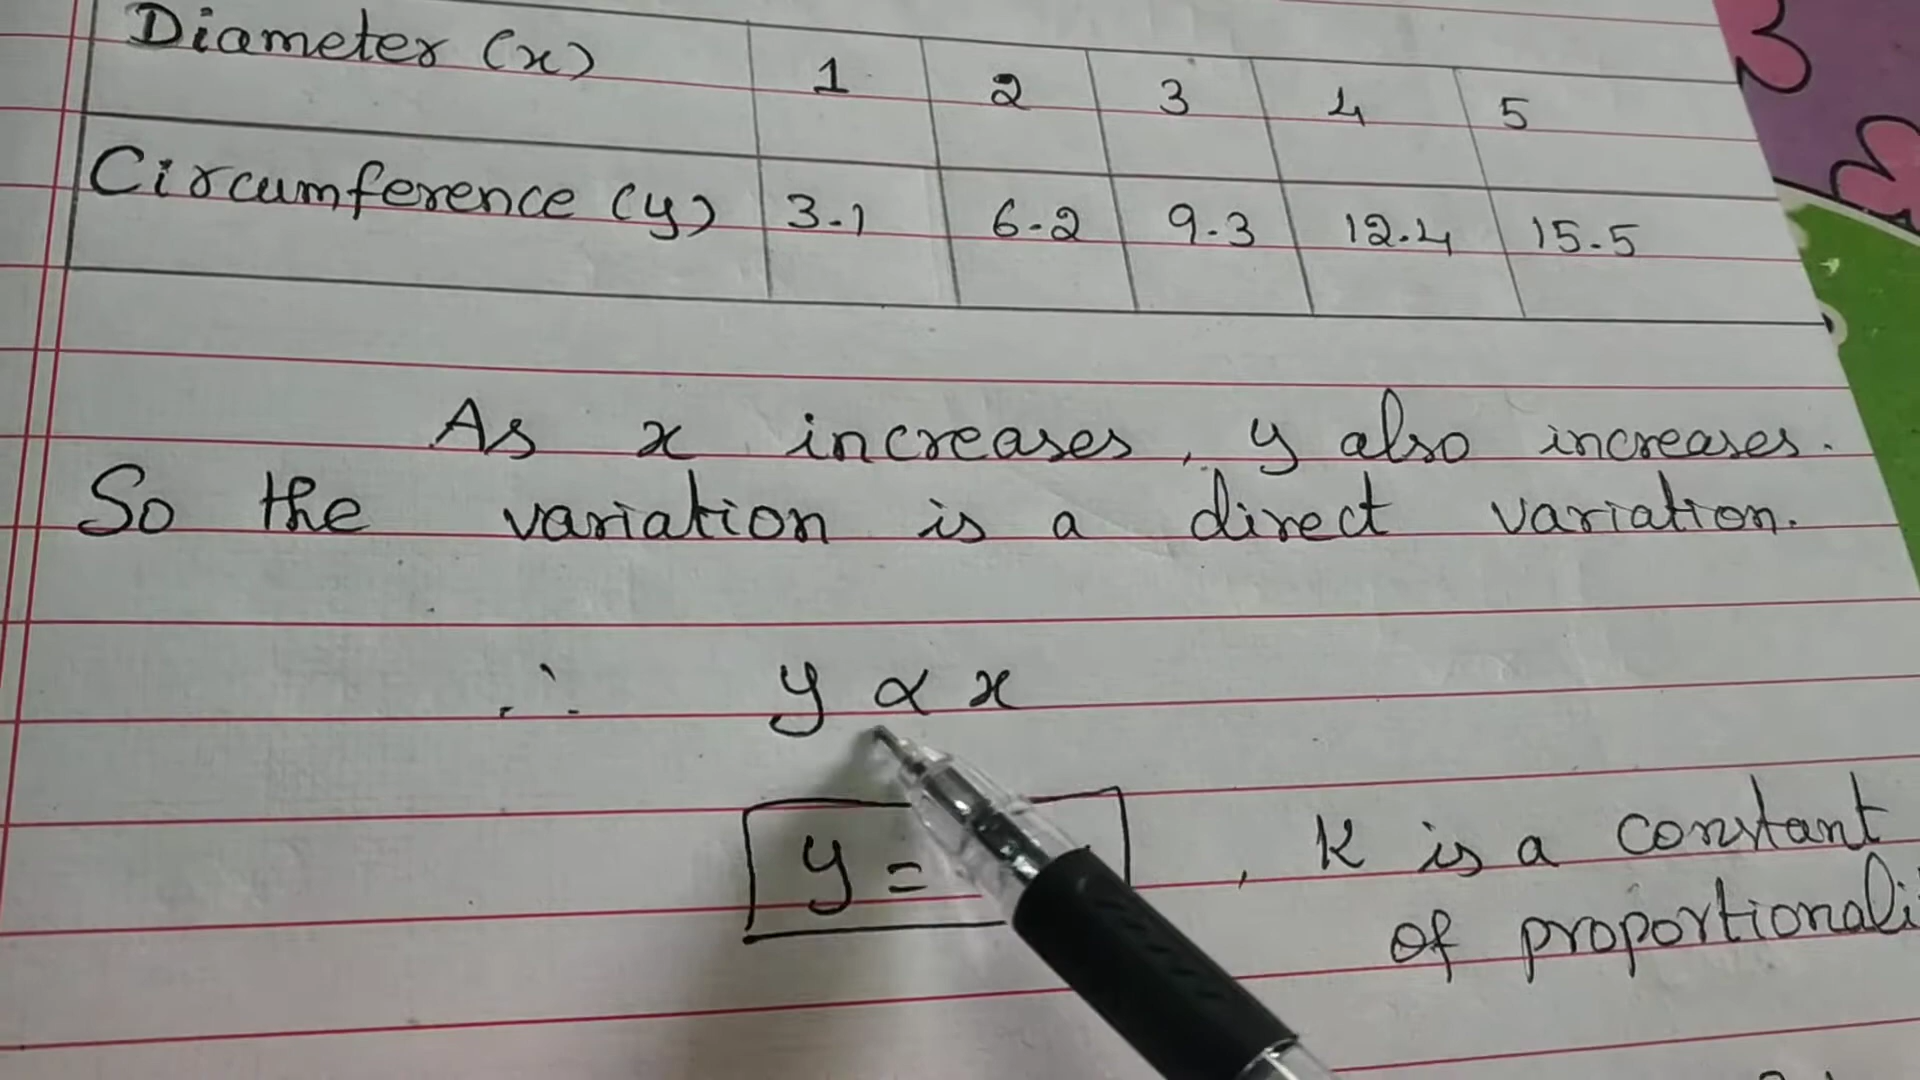 Diameter (x) 1 2 3 4 5
Circumference (y) 3.1 6.2 9.3 12.4 15.5
As x increases, y also increases.
So the variation is a direct variation.
∴ y ∝ x
y = , K is a constant
of proportionali